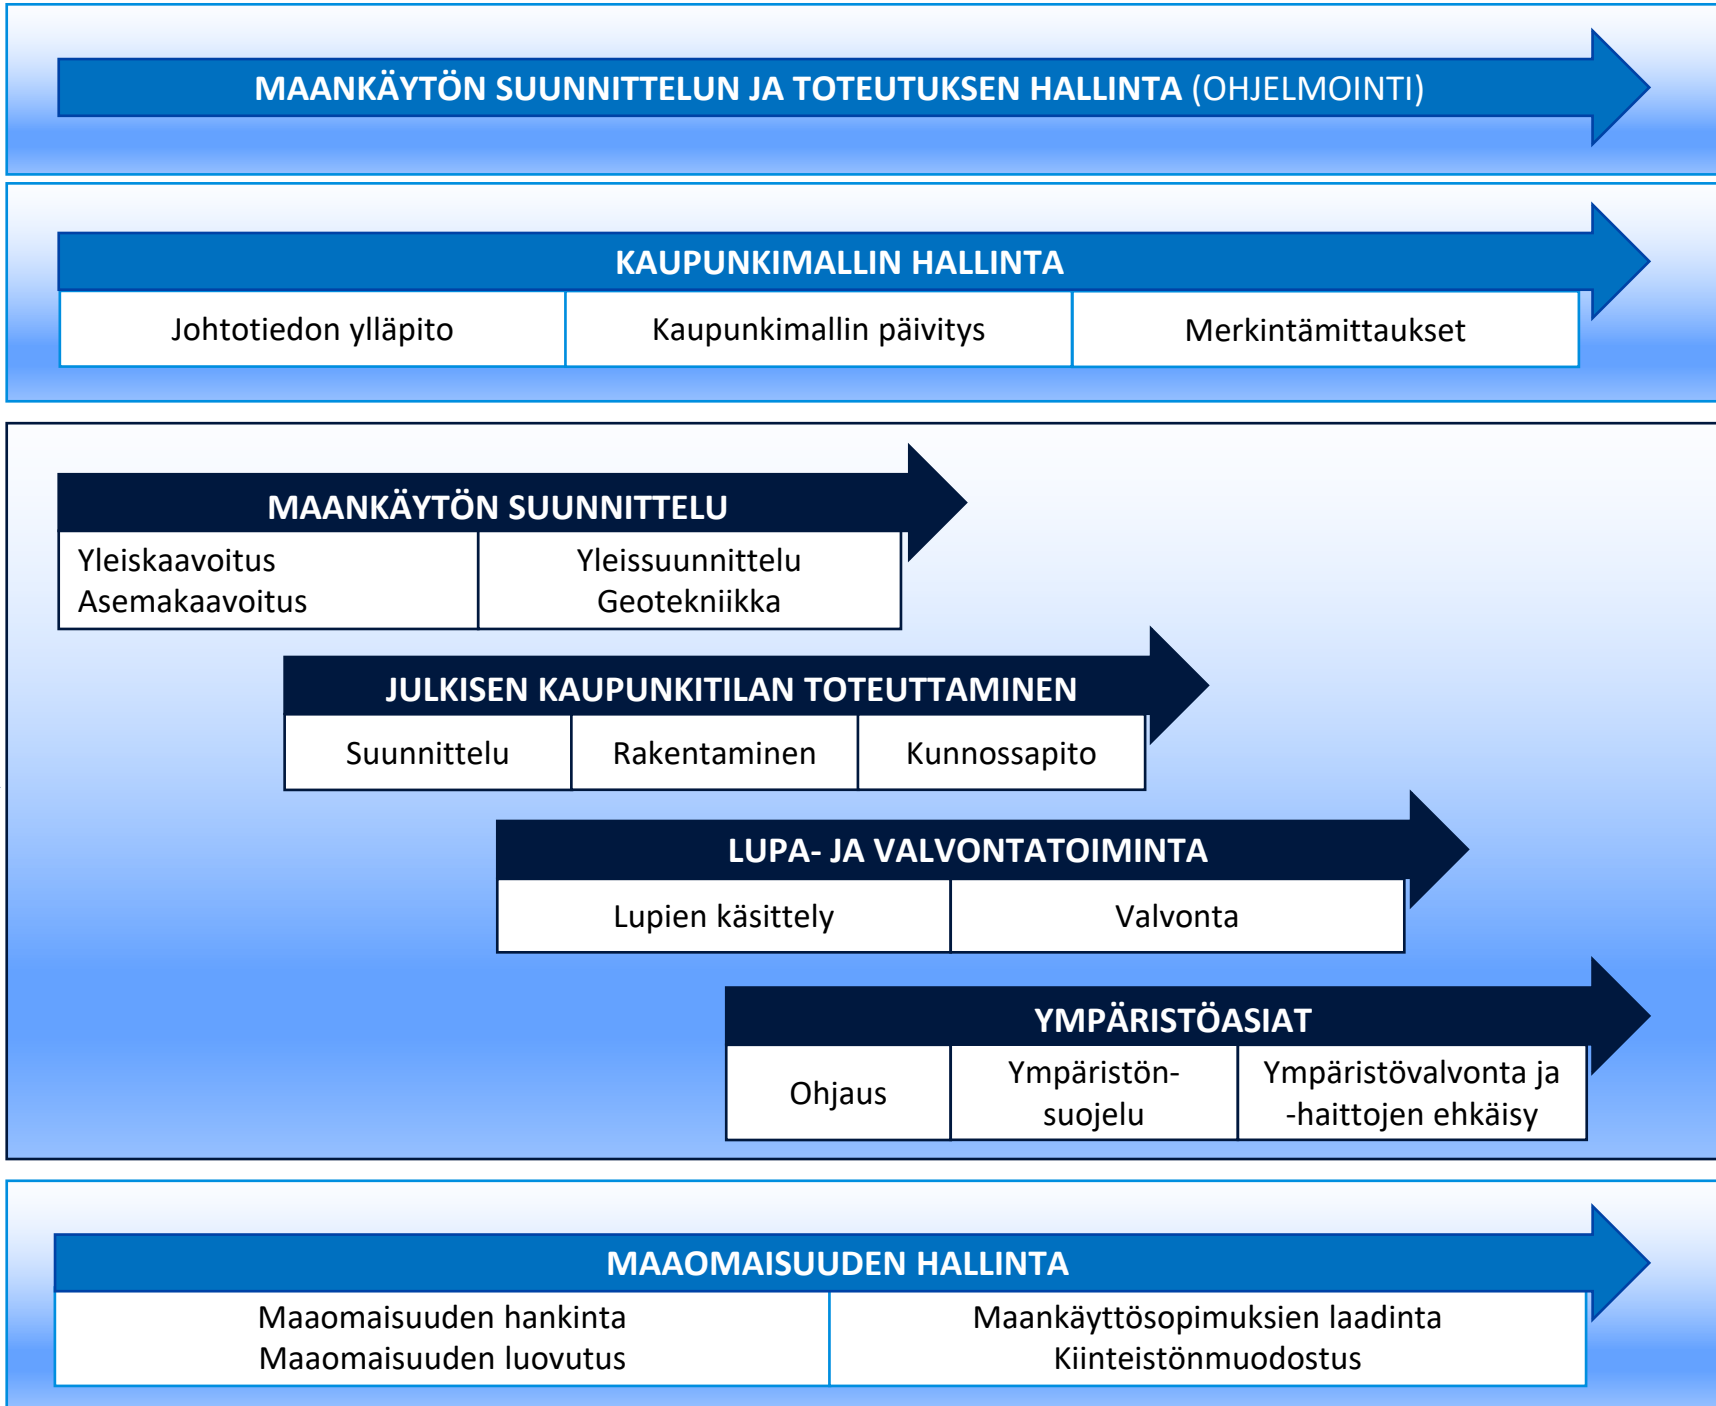 MAANKÄYTÖN SUUNNITTELUN JA TOTEUTUKSEN HALLINTA (OHJELMOINTI)
KAUPUNKIMALLIN HALLINTA
Johtotiedon ylläpito
Kaupunkimallin päivitys
Merkintämittaukset
MAANKÄYTÖN SUUNNITTELU
Yleiskaavoitus
Asemakaavoitus
Yleissuunnittelu
Geotekniikka
JULKISEN KAUPUNKITILAN TOTEUTTAMINEN
Suunnittelu
Rakentaminen
Kunnossapito
LUPA- JA VALVONTATOIMINTA
Lupien käsittely
Valvonta
YMPÄRISTÖASIAT
Ohjaus
Ympäristön-
suojelu
Ympäristövalvonta ja
-haittojen ehkäisy
MAAOMAISUUDEN HALLINTA
Maaomaisuuden hankinta
Maaomaisuuden luovutus
Maankäyttösopimuksien laadinta
Kiinteistönmuodostus